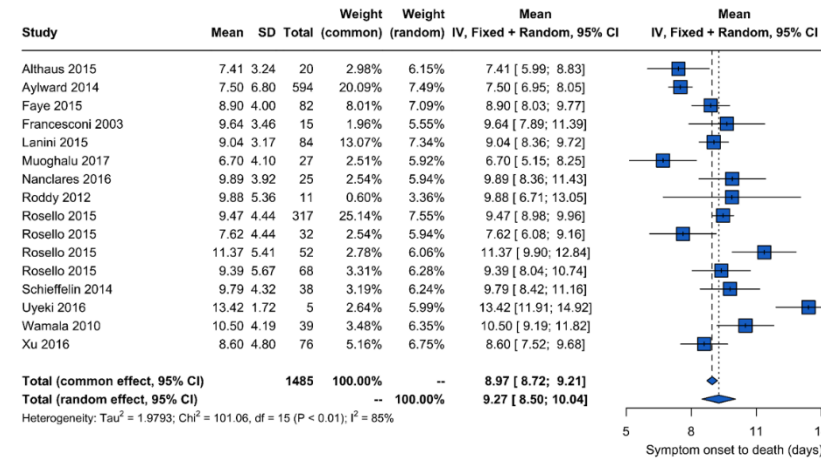 Weight Weight Mean Mean
Study Mean SD Total (common) (random) IV, Fixed + Random, 95% CI IV, Fixed + Random, 95% CI
Althaus 2015 7.41 3.24 20 2.98% 6.15% 7.41 [ 5.99; 8.83]
Aylward 2014 7.50 6.80 594 20.09% 7.49% 7.50 [ 6.95; 8.05]
Faye 2015 8.90 4.00 82 8.01% 7.09% 8.90 [ 8.03; 9.77]
Francesconi 2003 9.64 3.46 15 1.96% 5.55% 9.64 [ 7.89; 11.39]
Lanini 2015 9.04 3.17 84 13.07% 7.34% 9.04 [ 8.36; 9.72]
Muoghalu 2017 6.70 4.10 27 2.51% 5.92% 6.70 [ 5.15; 8.25]
Nanclares 2016 9.89 3.92 25 2.54% 5.94% 9.89 [ 8.36; 11.43]
Roddy 2012 9.88 5.36 11 0.60% 3.36% 9.88 [ 6.71; 13.05]
Rosello 2015 9.47 4.44 317 25.14% 7.55% 9.47 [ 8.98; 9.96]
Rosello 2015 7.62 4.44 32 2.54% 5.94% 7.62 [ 6.08; 9.16]
Rosello 2015 11.37 5.41 52 2.78% 6.06% 11.37 [ 9.90; 12.84]
Rosello 2015 9.39 5.67 68 3.31% 6.28% 9.39 [ 8.04; 10.74]
Schieffelin 2014 9.79 4.32 38 3.19% 6.24% 9.79 [ 8.42; 11.16]
Uyeki 2016 13.42 1.72 5 2.64% 5.99% 13.42 [11.91; 14.92]
Wamala 2010 10.50 4.19 39 3.48% 6.35% 10.50 [ 9.19; 11.82]
Xu 2016 8.60 4.80 76 5.16% 6.75% 8.60 [ 7.52; 9.68]
Total (common effect, 95% CI) 1485 100.00% -- 8.97 [ 8.72; 9.21]
Total (random effect, 95% CI) -- 100.00% 9.27 [ 8.50; 10.04]
Heterogeneity: Tau² = 1.9793; Chi² = 101.06, df = 15 (P < 0.01); I² = 85%
5 8 11 1
Symptom onset to death (days)